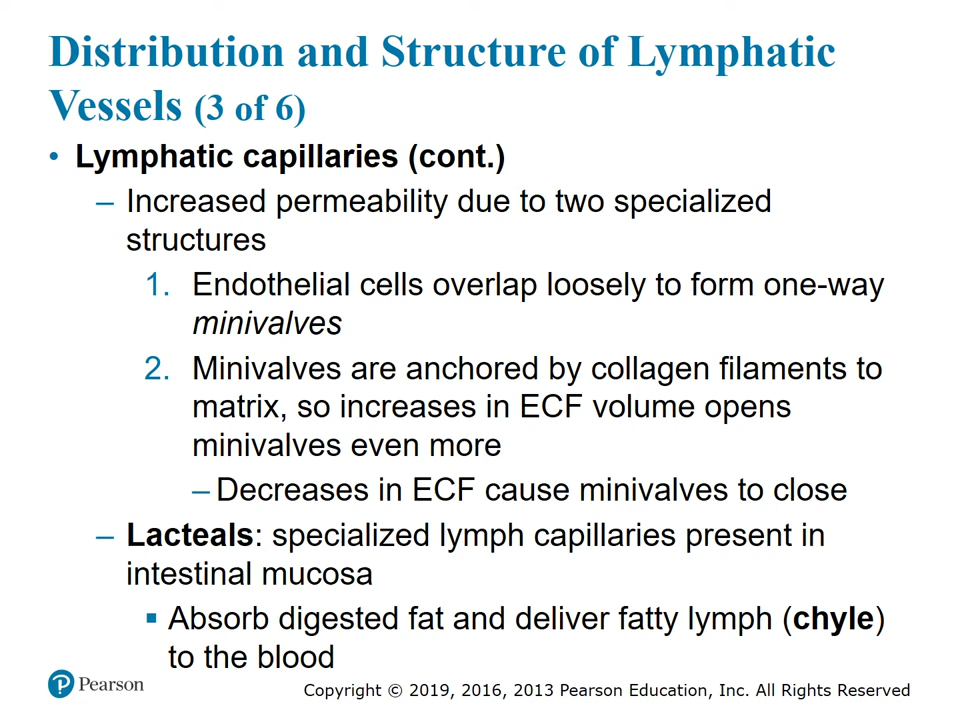 Distribution and Structure of Lymphatic
Vessels (3 of 6)
• Lymphatic capillaries (cont.)
– Increased permeability due to two specialized
structures
1. Endothelial cells overlap loosely to form one-way
minivalves
2. Minivalves are anchored by collagen filaments to
matrix, so increases in ECF volume opens
minivalves even more
– Decreases in ECF cause minivalves to close
– Lacteals: specialized lymph capillaries present in
intestinal mucosa
▪ Absorb digested fat and deliver fatty lymph (chyle)
to the blood
P Pearson
Copyright © 2019, 2016, 2013 Pearson Education, Inc. All Rights Reserved